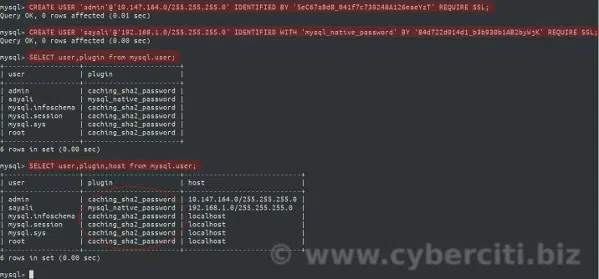 mysql> CREATE USER 'admin'@'10.147.164.0/255.255.255.0' IDENTIFIED BY '5eC67a9d8_041f7c739248A126eaeYzT' REQUIRE SSL;
Query OK, 0 rows affected (0.01 sec)
mysql> CREATE USER 'sayali'@'192.168.1.0/255.255.255.0' IDENTIFIED WITH 'mysql_native_password' BY '84d722d014d1_b3b930b1AB2byWjK' REQUIRE SSL;
Query OK, 0 rows affected (0.00 sec)
mysql> SELECT user,plugin from mysql.user;
+------------------+-----------------------+
| user | plugin |
+------------------+-----------------------+
| admin | caching_sha2_password |
| sayali | mysql_native_password |
| mysql.infoschema | caching_sha2_password |
| mysql.session | caching_sha2_password |
| mysql.sys | caching_sha2_password |
| root | caching_sha2_password |
+------------------+-----------------------+
6 rows in set (0.00 sec)
mysql> SELECT user,plugin,host from mysql.user;
+------------------+-----------------------+----------------------------+
| user | plugin | host |
+------------------+-----------------------+----------------------------+
| admin | caching_sha2_password | 10.147.164.0/255.255.255.0 |
| sayali | mysql_native_password | 192.168.1.0/255.255.255.0 |
| mysql.infoschema | caching_sha2_password | localhost |
| mysql.session | caching_sha2_password | localhost |
| mysql.sys | caching_sha2_password | localhost |
| root | caching_sha2_password | localhost |
+------------------+-----------------------+----------------------------+
6 rows in set (0.00 sec)
© www.cyberciti.biz
mysql>